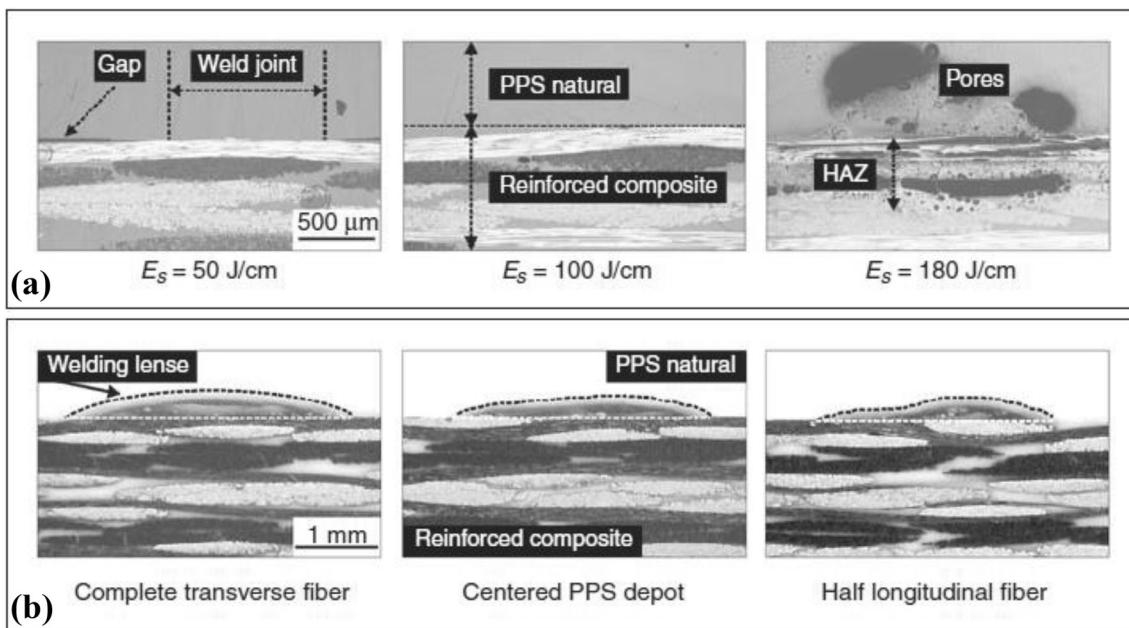 Gap
Weld joint
500 μm
PPS natural
Reinforced composite
Pores
HAZ
(a)
E_s = 50 J/cm
E_s = 100 J/cm
E_s = 180 J/cm
Welding lense
1 mm
PPS natural
Reinforced composite
(b)
Complete transverse fiber
Centered PPS depot
Half longitudinal fiber